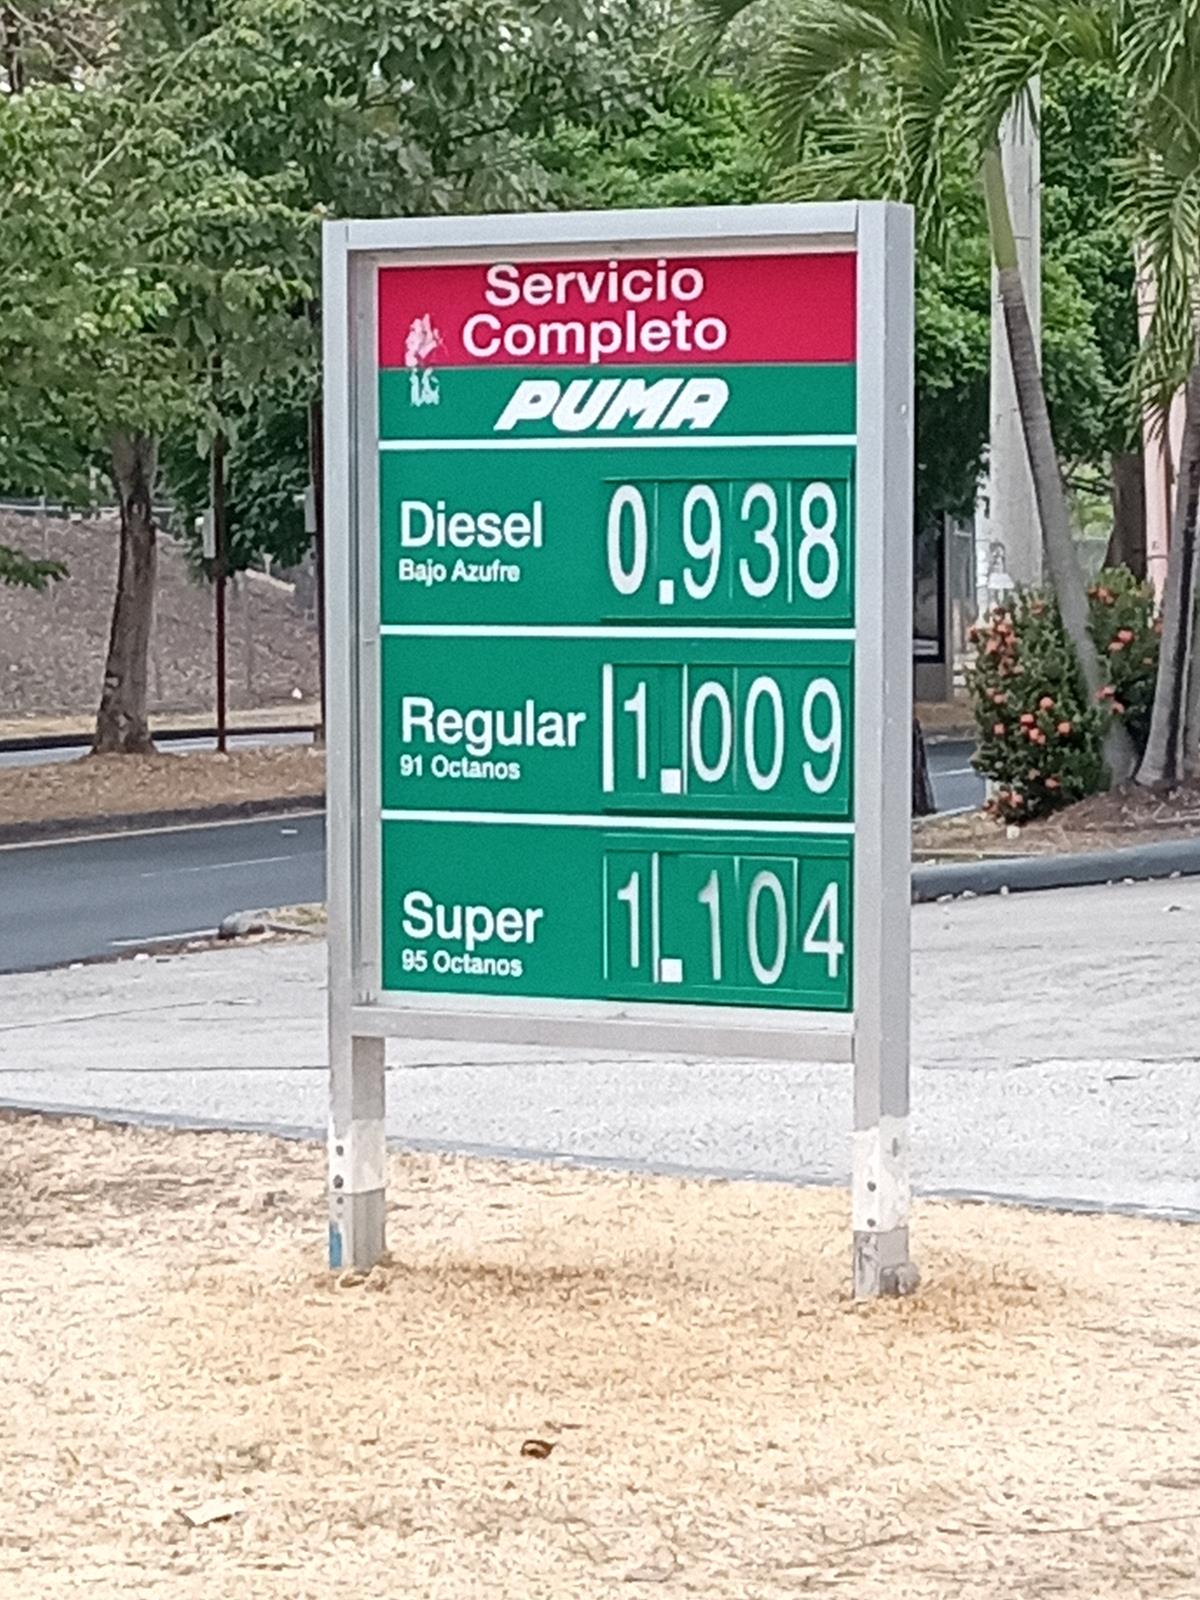 Servicio
Completo
PUMA
Diesel 0.938
Bajo Azufre
Regular 1.009
91 Octanos
Super 1.104
95 Octanos